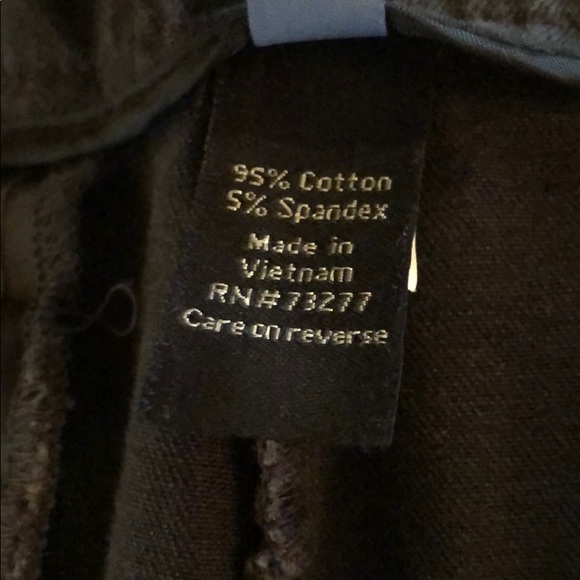 95% Cotton
5% Spandex
Made in
Vietnam
RN# 73277
Care on reverse